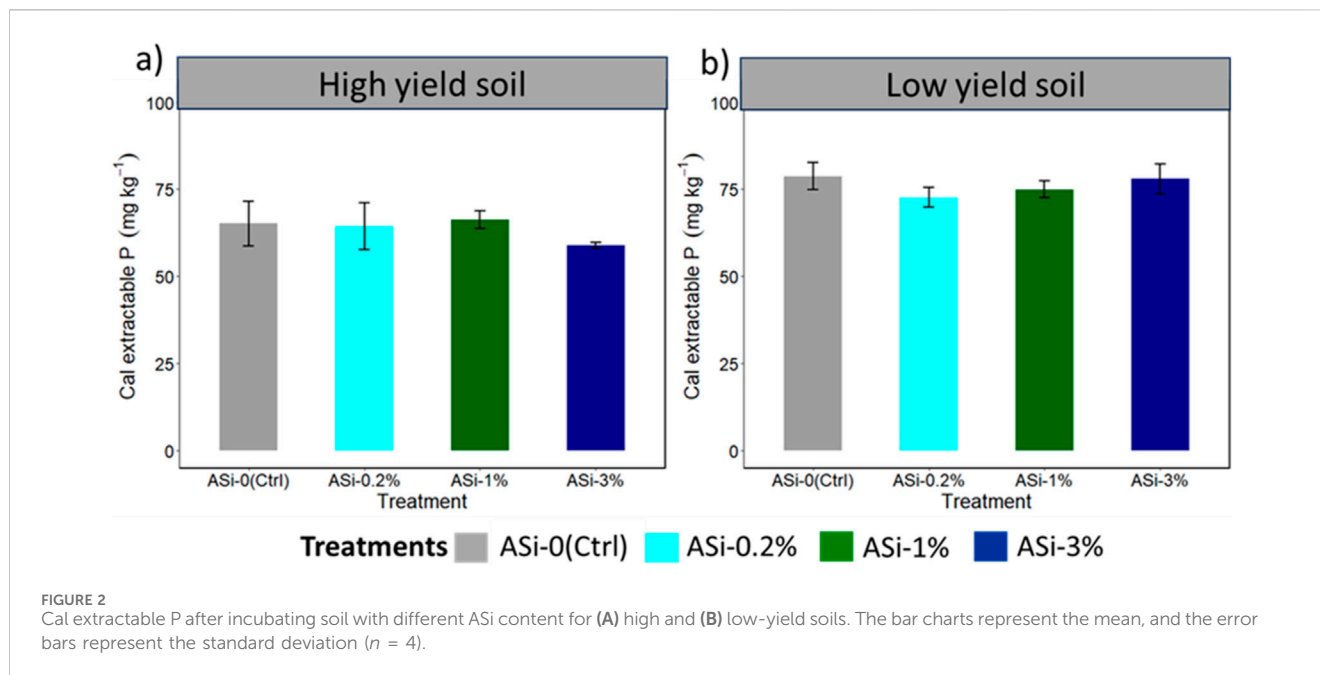 a)
High yield soil
100
75
50
25
0
Cal extractable P (mg kg⁻¹)
ASi-0(Ctrl) ASi-0.2% ASi-1% ASi-3%
Treatment
b)
Low yield soil
100
75
50
25
0
Cal extractable P (mg kg⁻¹)
ASi-0(Ctrl) ASi-0.2% ASi-1% ASi-3%
Treatment
Treatments ASi-0(Ctrl) ASi-0.2% ASi-1% ASi-3%
FIGURE 2
Cal extractable P after incubating soil with different ASi content for (A) high and (B) low-yield soils. The bar charts represent the mean, and the error
bars represent the standard deviation (n = 4).